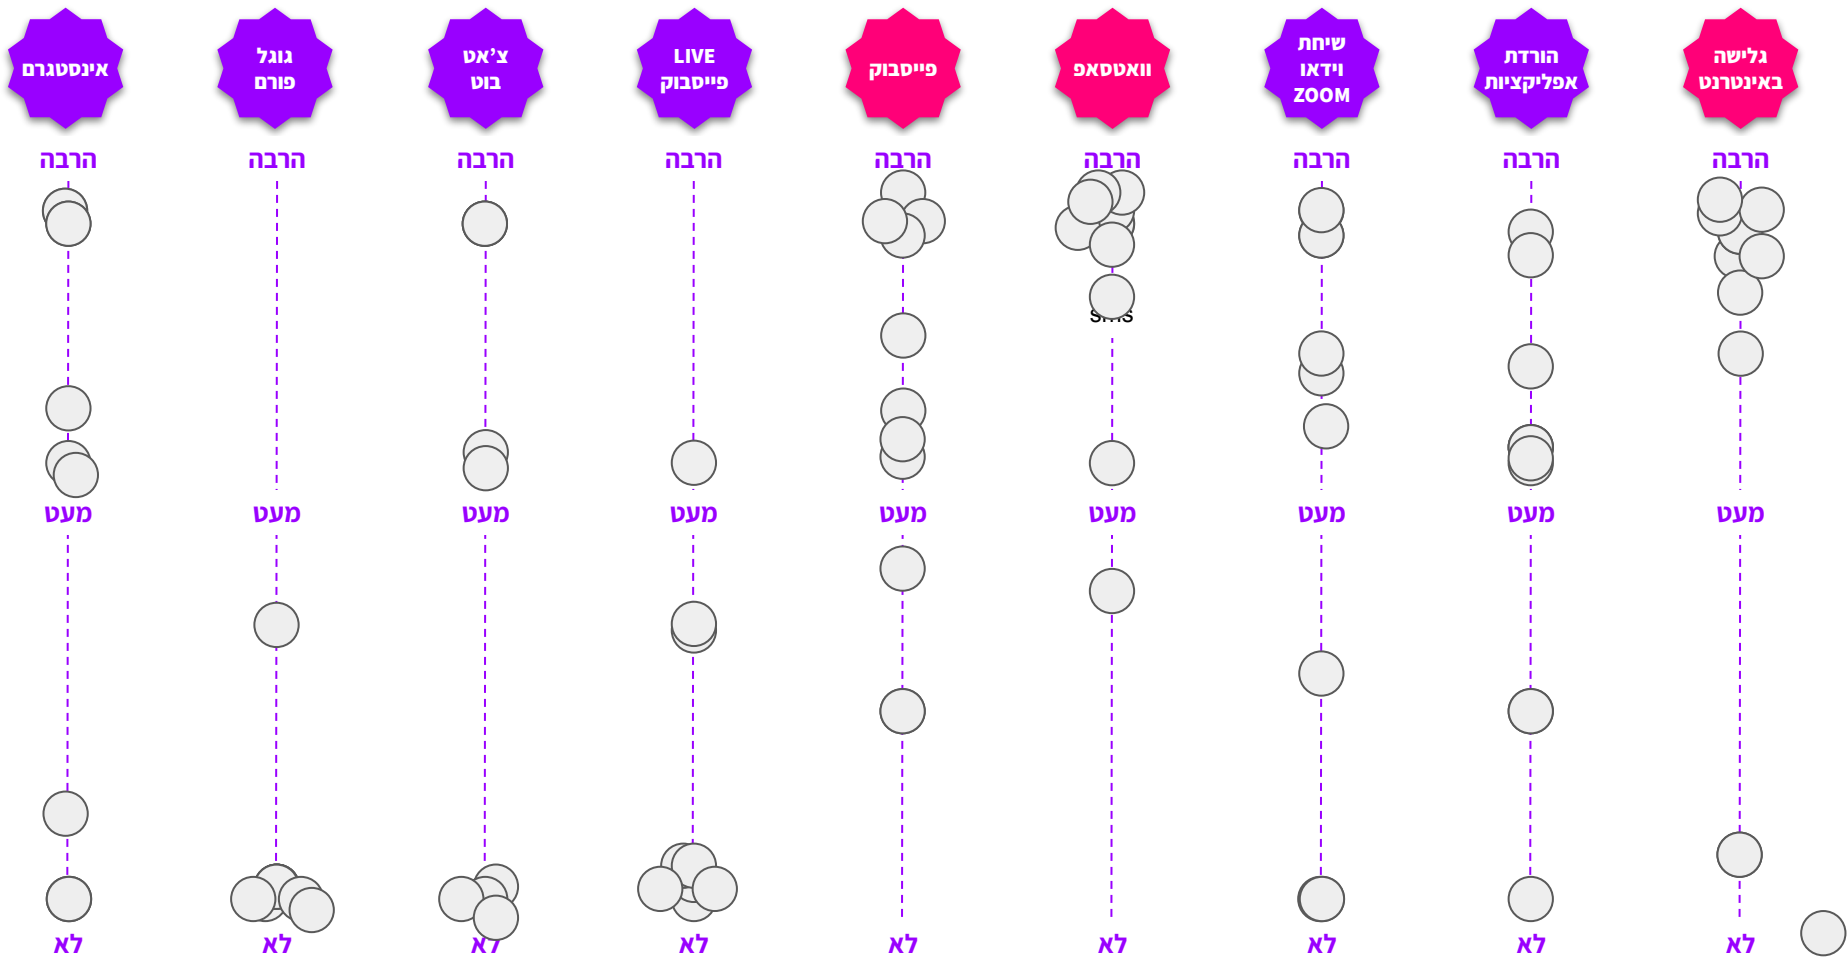 גלישה
באינטרנט
הורדת
אפליקציות
שיחת
וידאו
ZOOM
וואטסאפ
פייסבוק
LIVE
פייסבוק
צ'אט
בוט
גוגל
פורם
אינסטגרם
הרבה הרבה הרבה הרבה הרבה הרבה הרבה הרבה הרבה
sms
מעט מעט מעט מעט מעט מעט מעט מעט מעט
לא לא לא לא לא לא לא לא לא